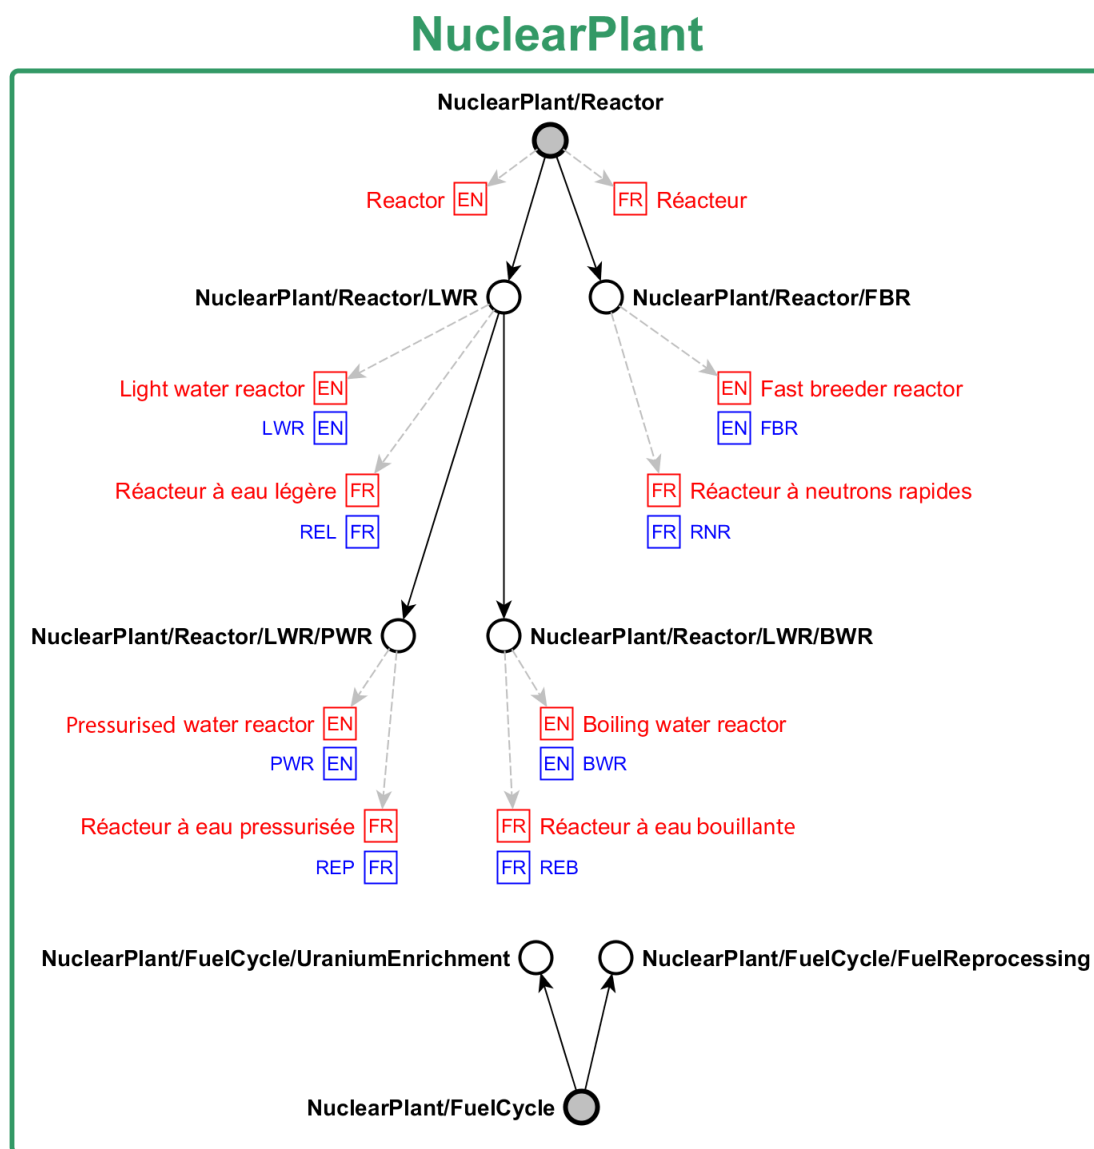 NuclearPlant
NuclearPlant/Reactor
Reactor EN
FR Réacteur
NuclearPlant/Reactor/LWR
NuclearPlant/Reactor/FBR
Light water reactor EN
LWR EN
EN Fast breeder reactor
EN FBR
Réacteur à eau légère FR
REL FR
FR Réacteur à neutrons rapides
FR RNR
NuclearPlant/Reactor/LWR/PWR
NuclearPlant/Reactor/LWR/BWR
Pressurised water reactor EN
PWR EN
EN Boiling water reactor
EN BWR
Réacteur à eau pressurisée FR
REP FR
FR Réacteur à eau bouillante
FR REB
NuclearPlant/FuelCycle/UraniumEnrichment
NuclearPlant/FuelCycle/FuelReprocessing
NuclearPlant/FuelCycle